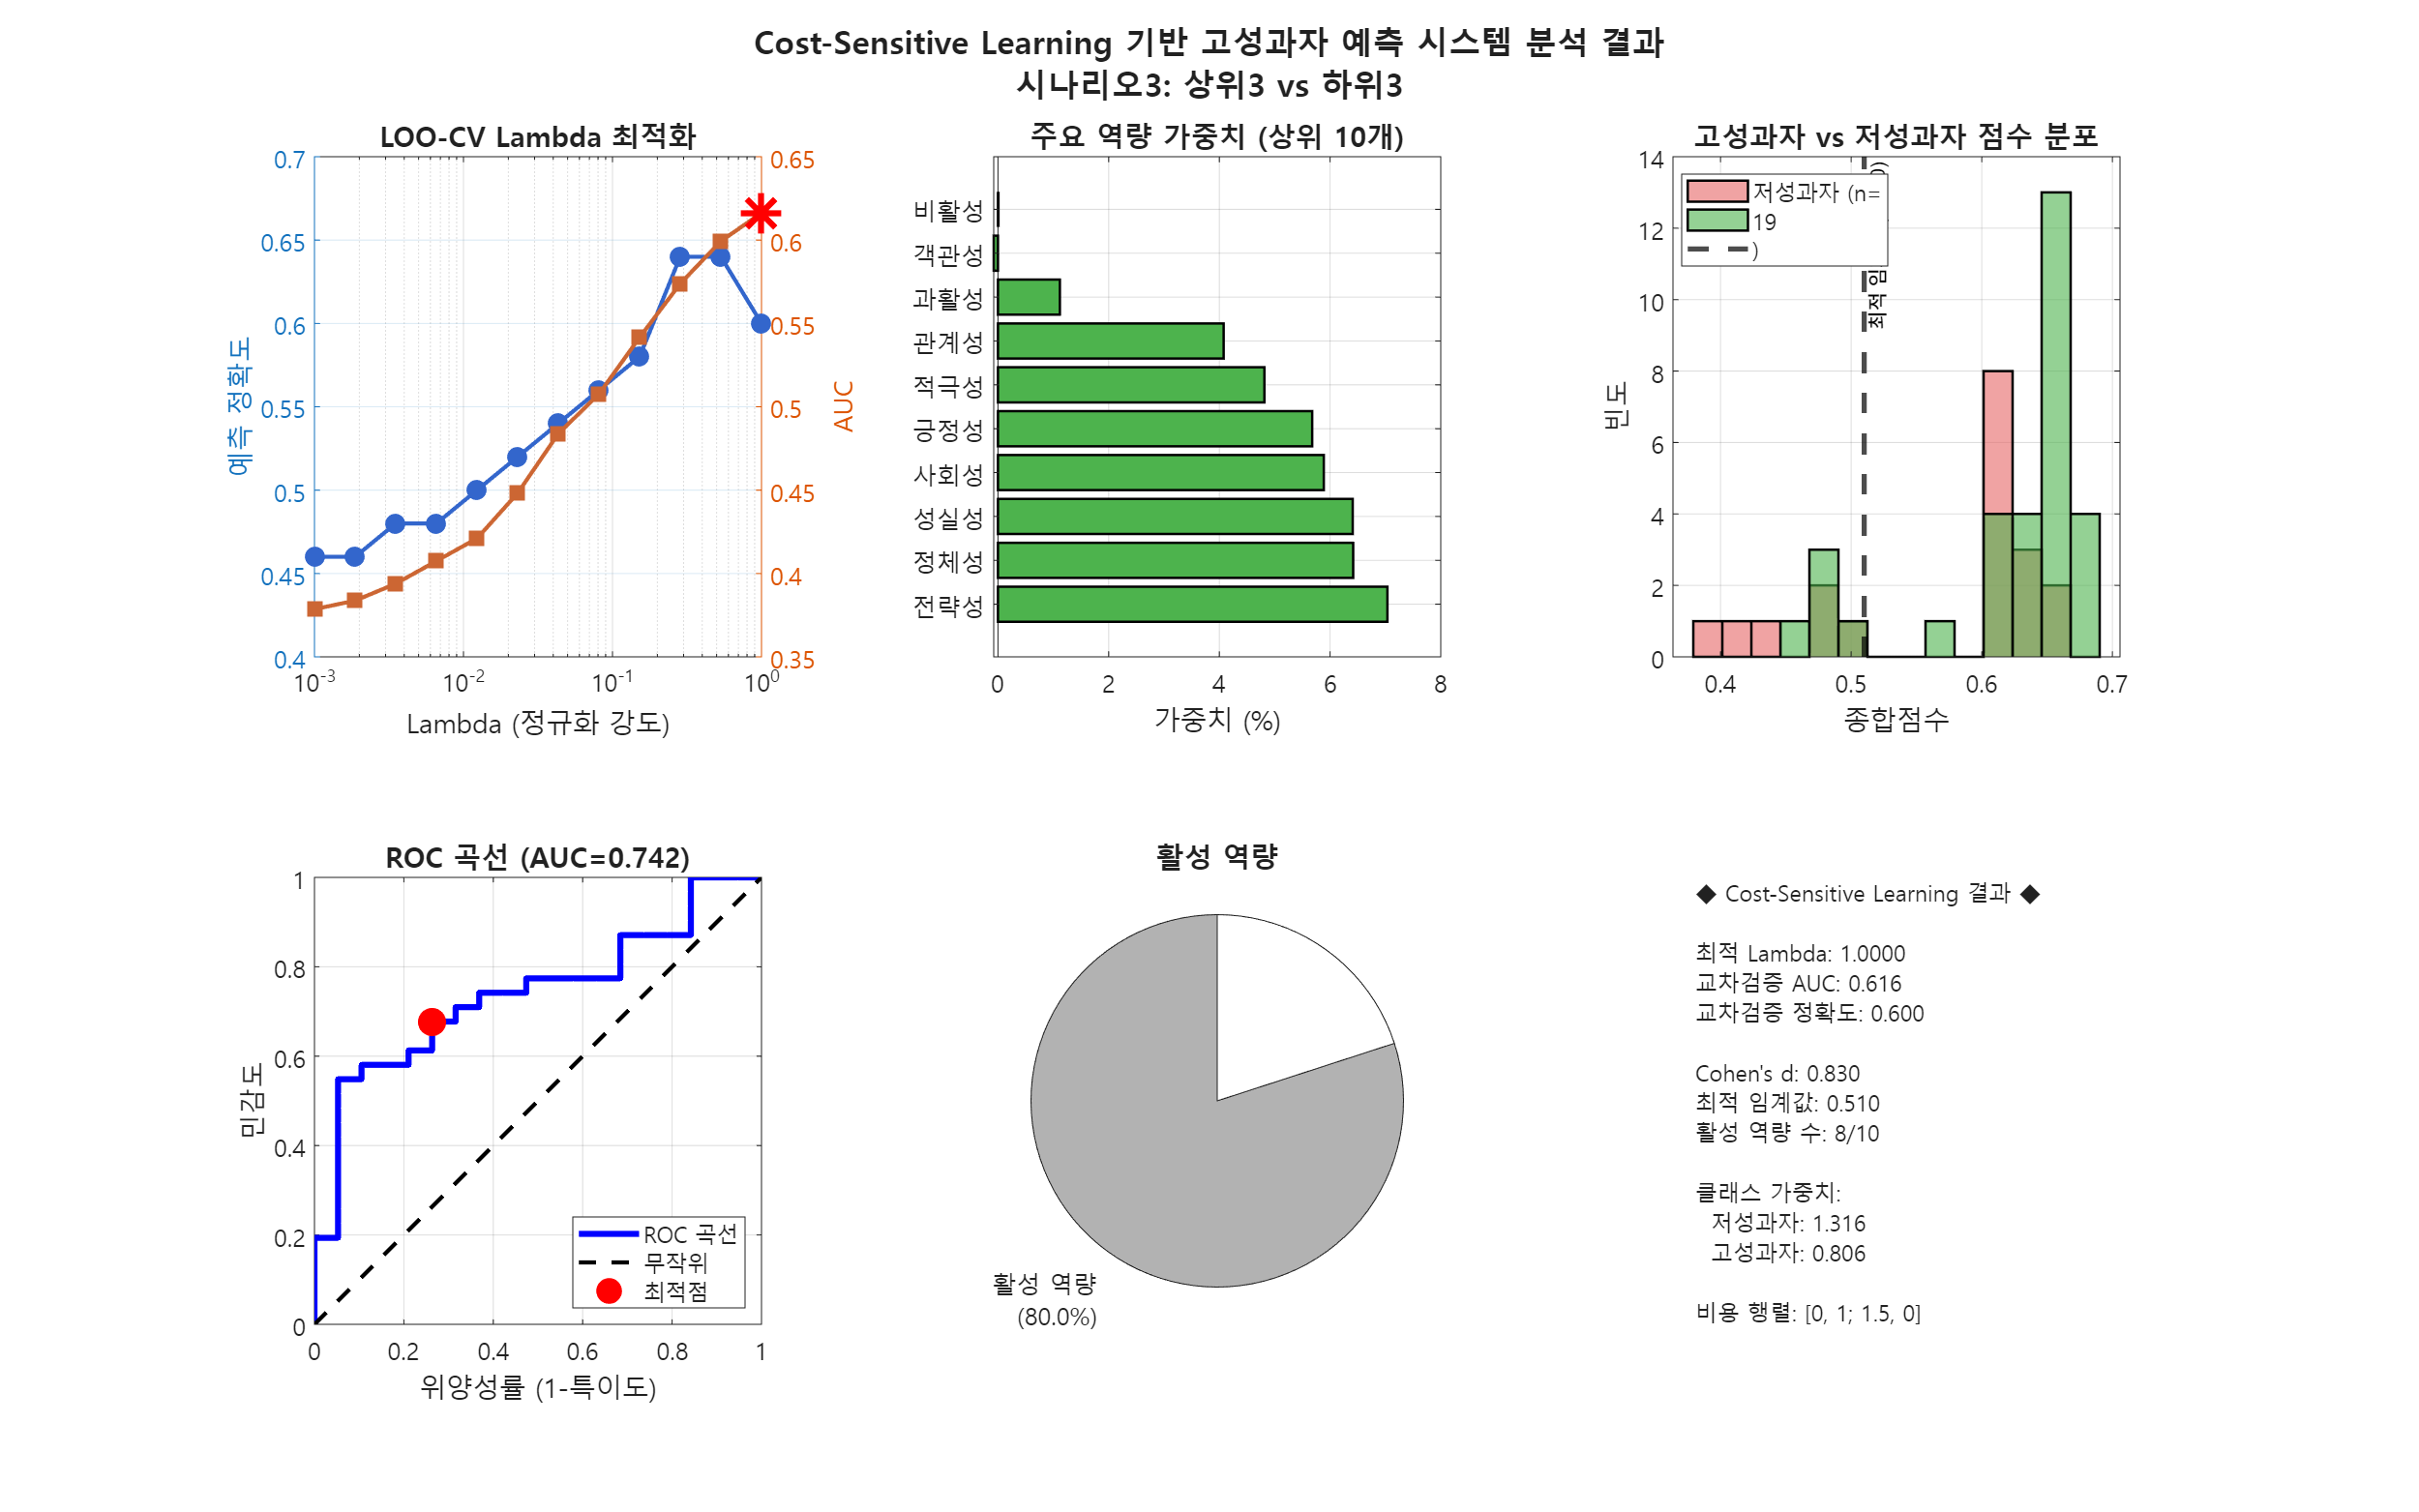 Cost-Sensitive Learning 기반 고성과자 예측 시스템 분석 결과
시나리오3: 상위3 vs 하위3
LOO-CV Lambda 최적화
0.7
0.65
0.6
0.55
0.5
0.45
0.4
예측 정확도
0.65
0.6
0.55
0.5
0.45
0.4
0.35
AUC
10-3
10-2
10-1
100
Lambda (정규화 강도)
주요 역량 가중치 (상위 10개)
비활성
객관성
과활성
관계성
적극성
긍정성
사회성
성실성
정체성
전략성
0
2
4
6
8
가중치 (%)
고성과자 vs 저성과자 점수 분포
14
12
10
8
6
4
2
0
빈도
저성과자 (n=
19
)
최적 임
0)
0.4
0.5
0.6
0.7
종합점수
ROC 곡선 (AUC=0.742)
1
0.8
0.6
0.4
0.2
0
민감도
ROC 곡선
무작위
최적점
0
0.2
0.4
0.6
0.8
1
위양성률 (1-특이도)
활성 역량
활성 역량
(80.0%)
◆ Cost-Sensitive Learning 결과 ◆
최적 Lambda: 1.0000
교차검증 AUC: 0.616
교차검증 정확도: 0.600
Cohen's d: 0.830
최적 임계값: 0.510
활성 역량 수: 8/10
클래스 가중치:
저성과자: 1.316
고성과자: 0.806
비용 행렬: [0, 1; 1.5, 0]